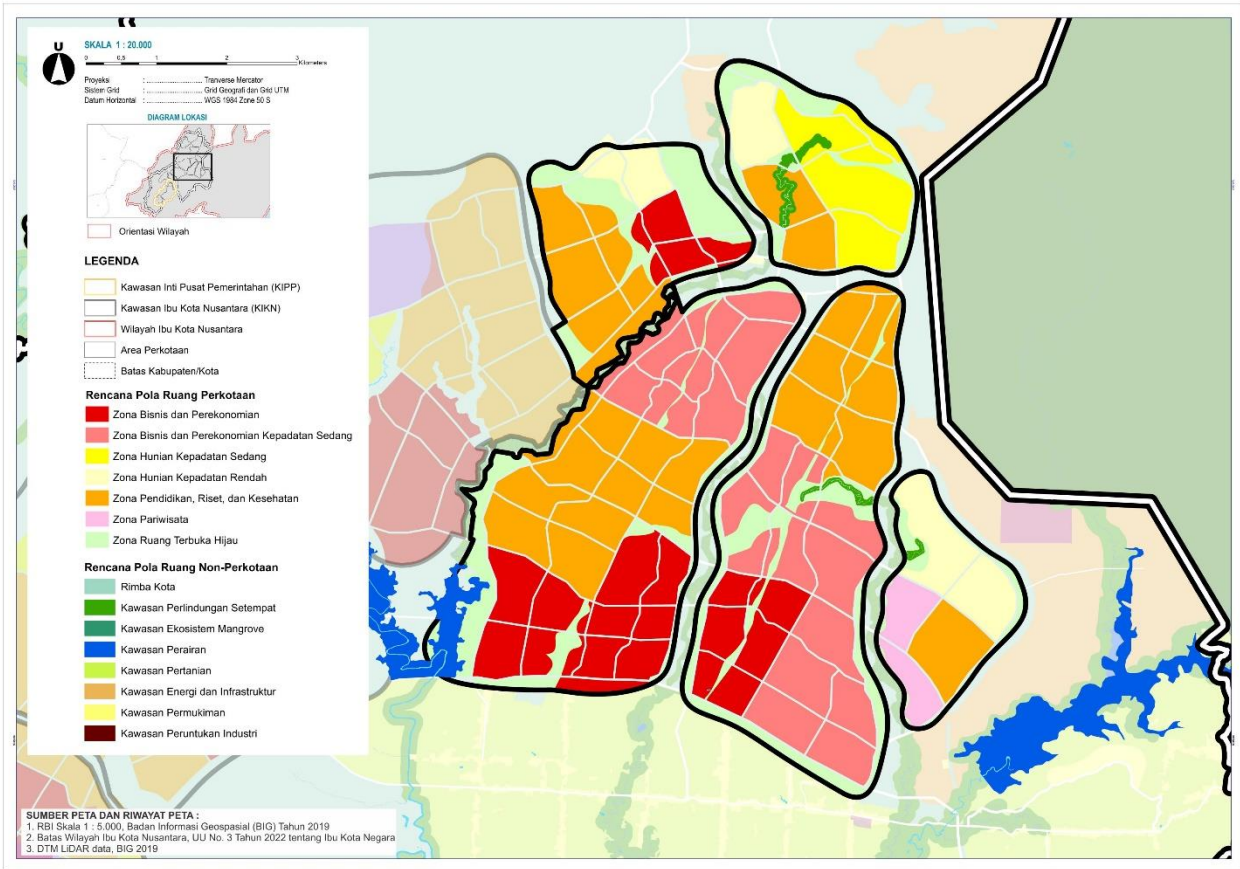 U
SKALA 1 : 20.000
0 0,5 1 2 3
Kilometers
Proyeksi : ........................ Tranverse Mercator
Sistem Grid : ........................ Grid Geografi dan Grid UTM
Datum Horizontal : ........................ WGS 1984 Zone 50 S
DIAGRAM LOKASI
Orientasi Wilayah
LEGENDA
Kawasan Inti Pusat Pemerintahan (KIPP)
Kawasan Ibu Kota Nusantara (KIKN)
Wilayah Ibu Kota Nusantara
Area Perkotaan
Batas Kabupaten/Kota
Rencana Pola Ruang Perkotaan
Zona Bisnis dan Perekonomian
Zona Bisnis dan Perekonomian Kepadatan Sedang
Zona Hunian Kepadatan Sedang
Zona Hunian Kepadatan Rendah
Zona Pendidikan, Riset, dan Kesehatan
Zona Pariwisata
Zona Ruang Terbuka Hijau
Rencana Pola Ruang Non-Perkotaan
Rimba Kota
Kawasan Perlindungan Setempat
Kawasan Ekosistem Mangrove
Kawasan Perairan
Kawasan Pertanian
Kawasan Energi dan Infrastruktur
Kawasan Permukiman
Kawasan Peruntukan Industri
SUMBER PETA DAN RIWAYAT PETA :
1. RBI Skala 1 : 5.000, Badan Informasi Geospasial (BIG) Tahun 2019
2. Batas Wilayah Ibu Kota Nusantara, UU No. 3 Tahun 2022 tentang Ibu Kota Negara
3. DTM LiDAR data, BIG 2019